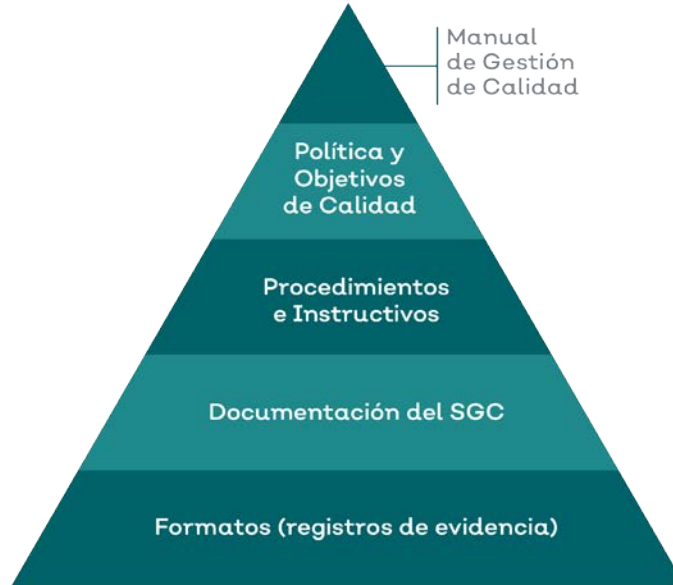 Manual
de Gestión
de Calidad
Política y
Objetivos
de Calidad
Procedimientos
e Instructivos
Documentación del SGC
Formatos (registros de evidencia)